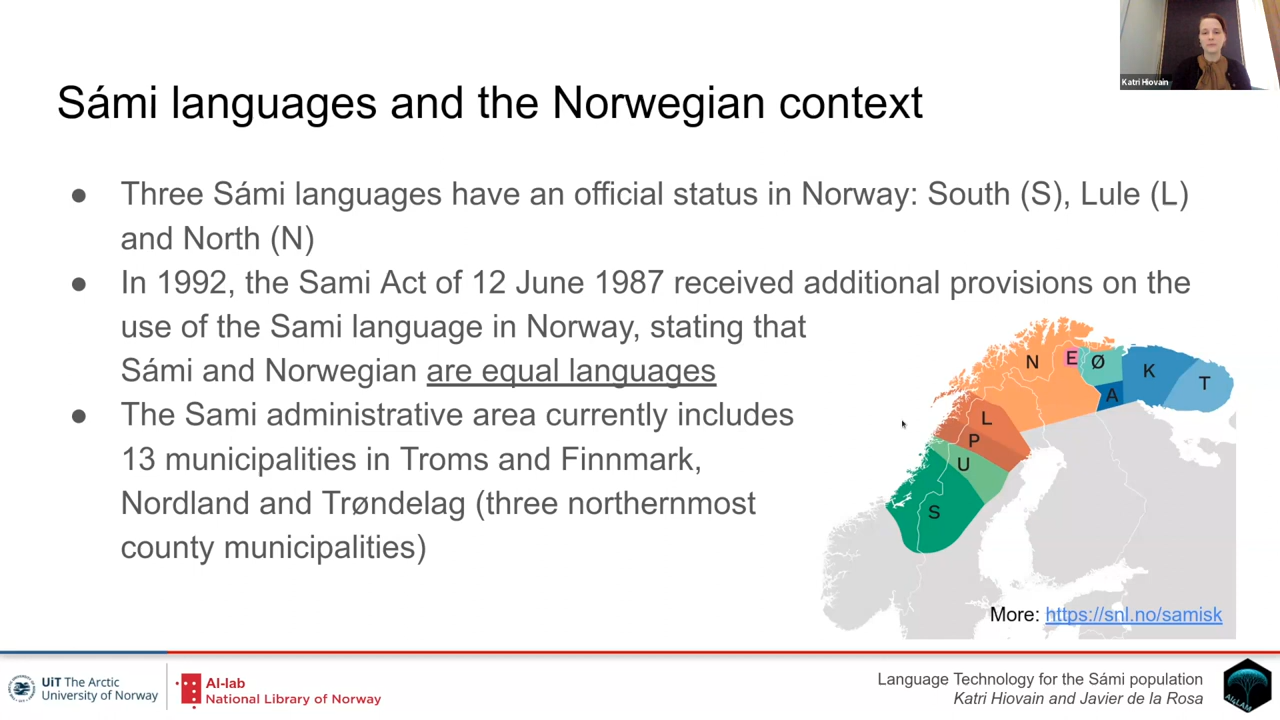 Katri Hiovain
Sámi languages and the Norwegian context
● Three Sámi languages have an official status in Norway: South (S), Lule (L)
and North (N)
● In 1992, the Sami Act of 12 June 1987 received additional provisions on the
use of the Sami language in Norway, stating that
Sámi and Norwegian are equal languages
● The Sami administrative area currently includes
13 municipalities in Troms and Finnmark,
Nordland and Trøndelag (three northernmost
county municipalities)
N
E
Ø
K
T
A
L
P
U
S
More: https://snl.no/samisk
UiT The Arctic
University of Norway
AI-lab
National Library of Norway
Language Technology for the Sámi population
Katri Hiovain and Javier de la Rosa
AI4LAM